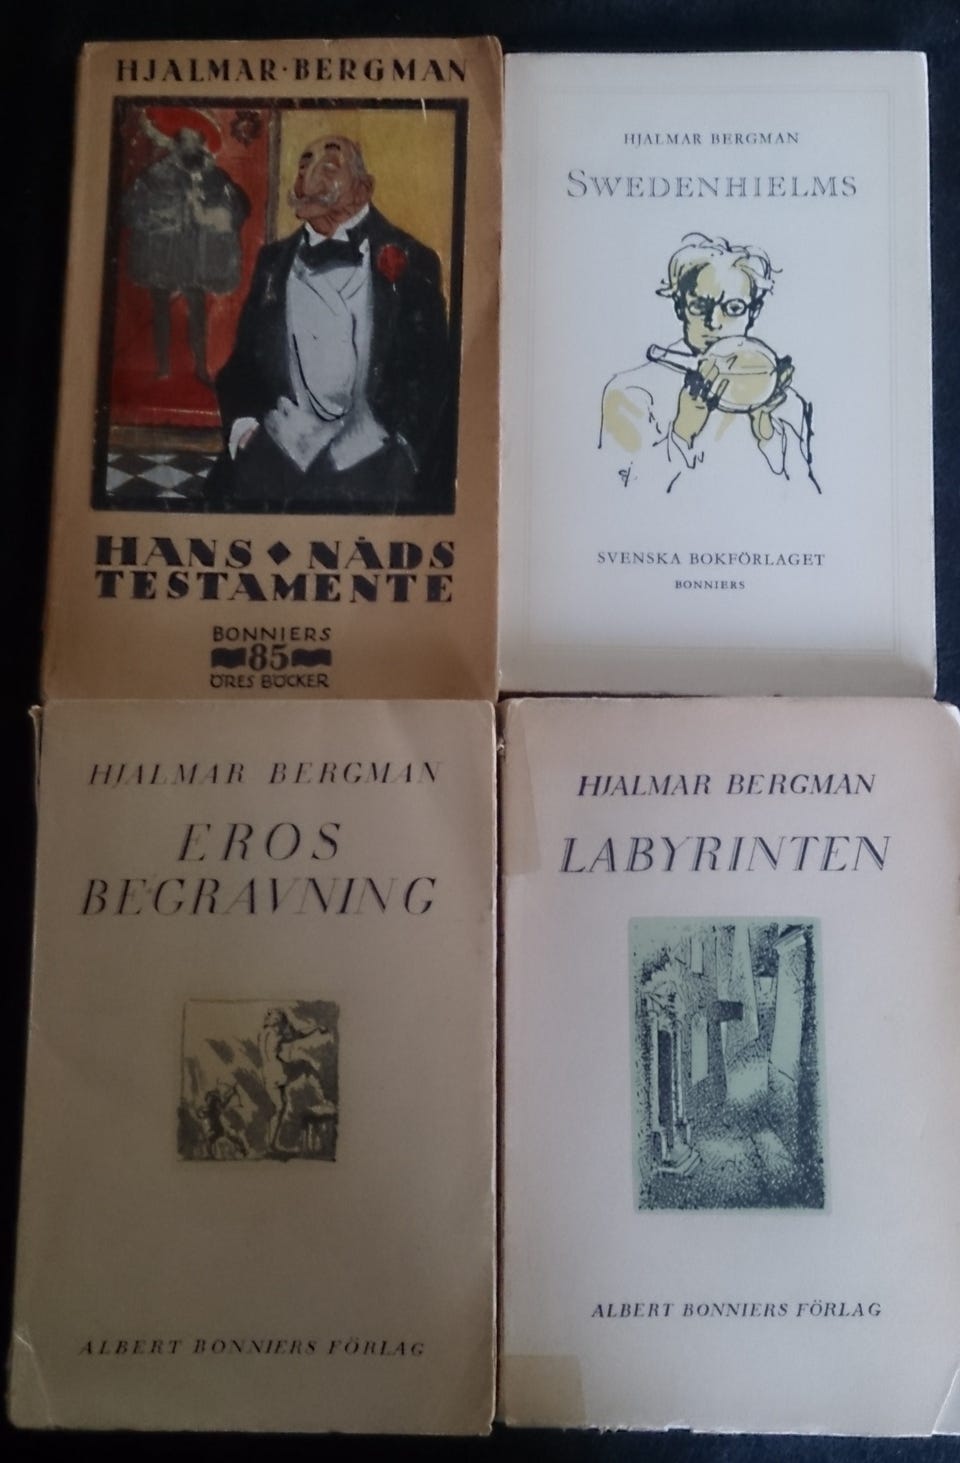 HJALMAR·BERGMAN
HANS ◆ NÅDS
TESTAMENTE
BONNIERS
85
ÖRES BÖCKER
HJALMAR BERGMAN
SWEDENHIELMS
SVENSKA BOKFÖRLAGET
BONNIERS
HJALMAR BERGMAN
EROS
BEGRAVNING
ALBERT BONNIERS FÖRLAG
HJALMAR BERGMAN
LABYRINTEN
ALBERT BONNIERS FÖRLAG